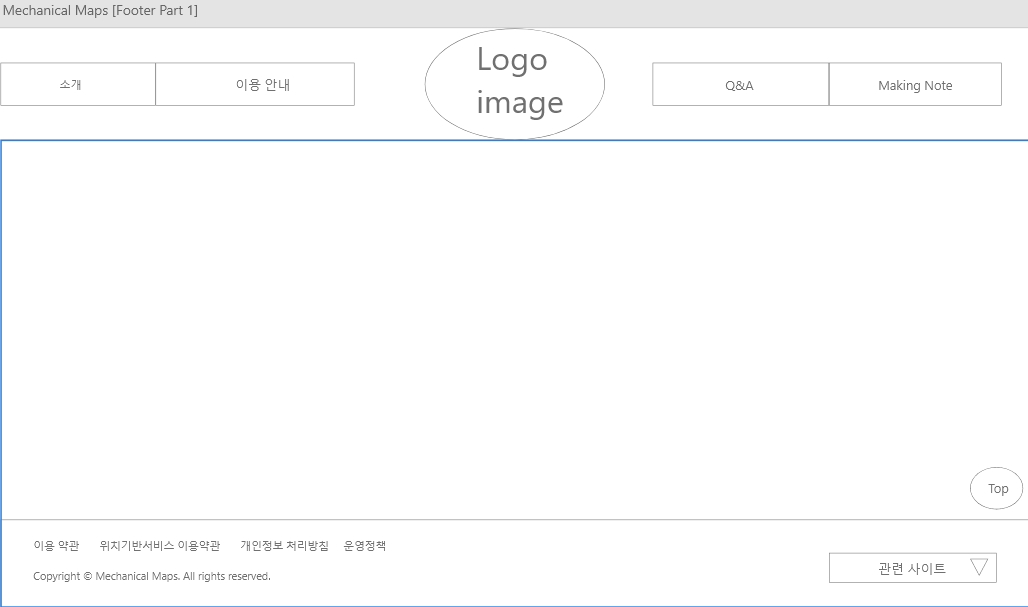 Mechanical Maps [Footer Part 1]
소개
이용 안내
Logo
image
Q&A
Making Note
Top
이용 약관 위치기반서비스 이용약관 개인정보 처리방침 운영정책
Copyright © Mechanical Maps. All rights reserved.
관련 사이트